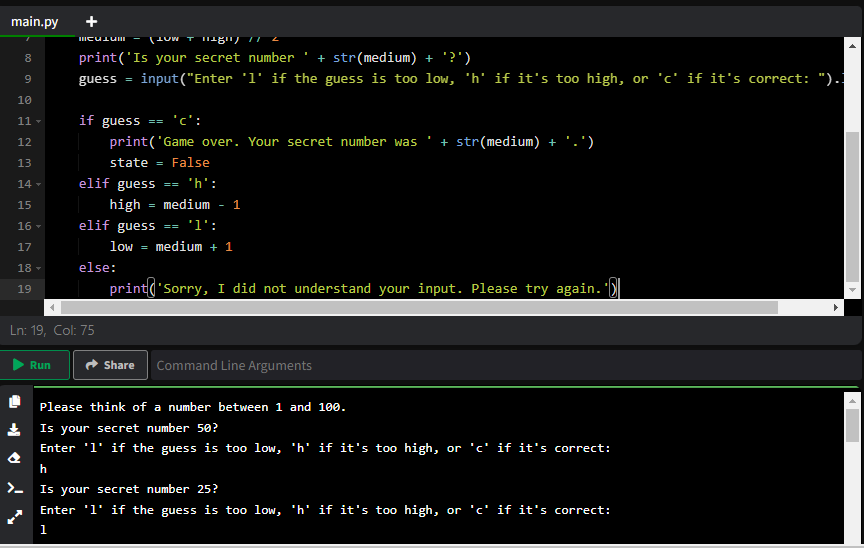 main.py +
medium = (low + high) // 2
8 print('Is your secret number ' + str(medium) + '?')
9 guess = input("Enter 'l' if the guess is too low, 'h' if it's too high, or 'c' if it's correct: ").
10
11 if guess == 'c':
12 print('Game over. Your secret number was ' + str(medium) + '.')
13 state = False
14 elif guess == 'h':
15 high = medium - 1
16 elif guess == 'l':
17 low = medium + 1
18 else:
19 print('Sorry, I did not understand your input. Please try again.')
Ln: 19, Col: 75
Run Share Command Line Arguments
Please think of a number between 1 and 100.
Is your secret number 50?
Enter 'l' if the guess is too low, 'h' if it's too high, or 'c' if it's correct:
h
Is your secret number 25?
Enter 'l' if the guess is too low, 'h' if it's too high, or 'c' if it's correct:
l